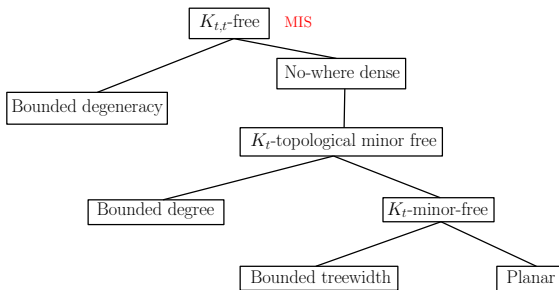 K_{t,t}-free MIS
No-where dense
Bounded degeneracy
K_t-topological minor free
Bounded degree
K_t-minor-free
Bounded treewidth
Planar